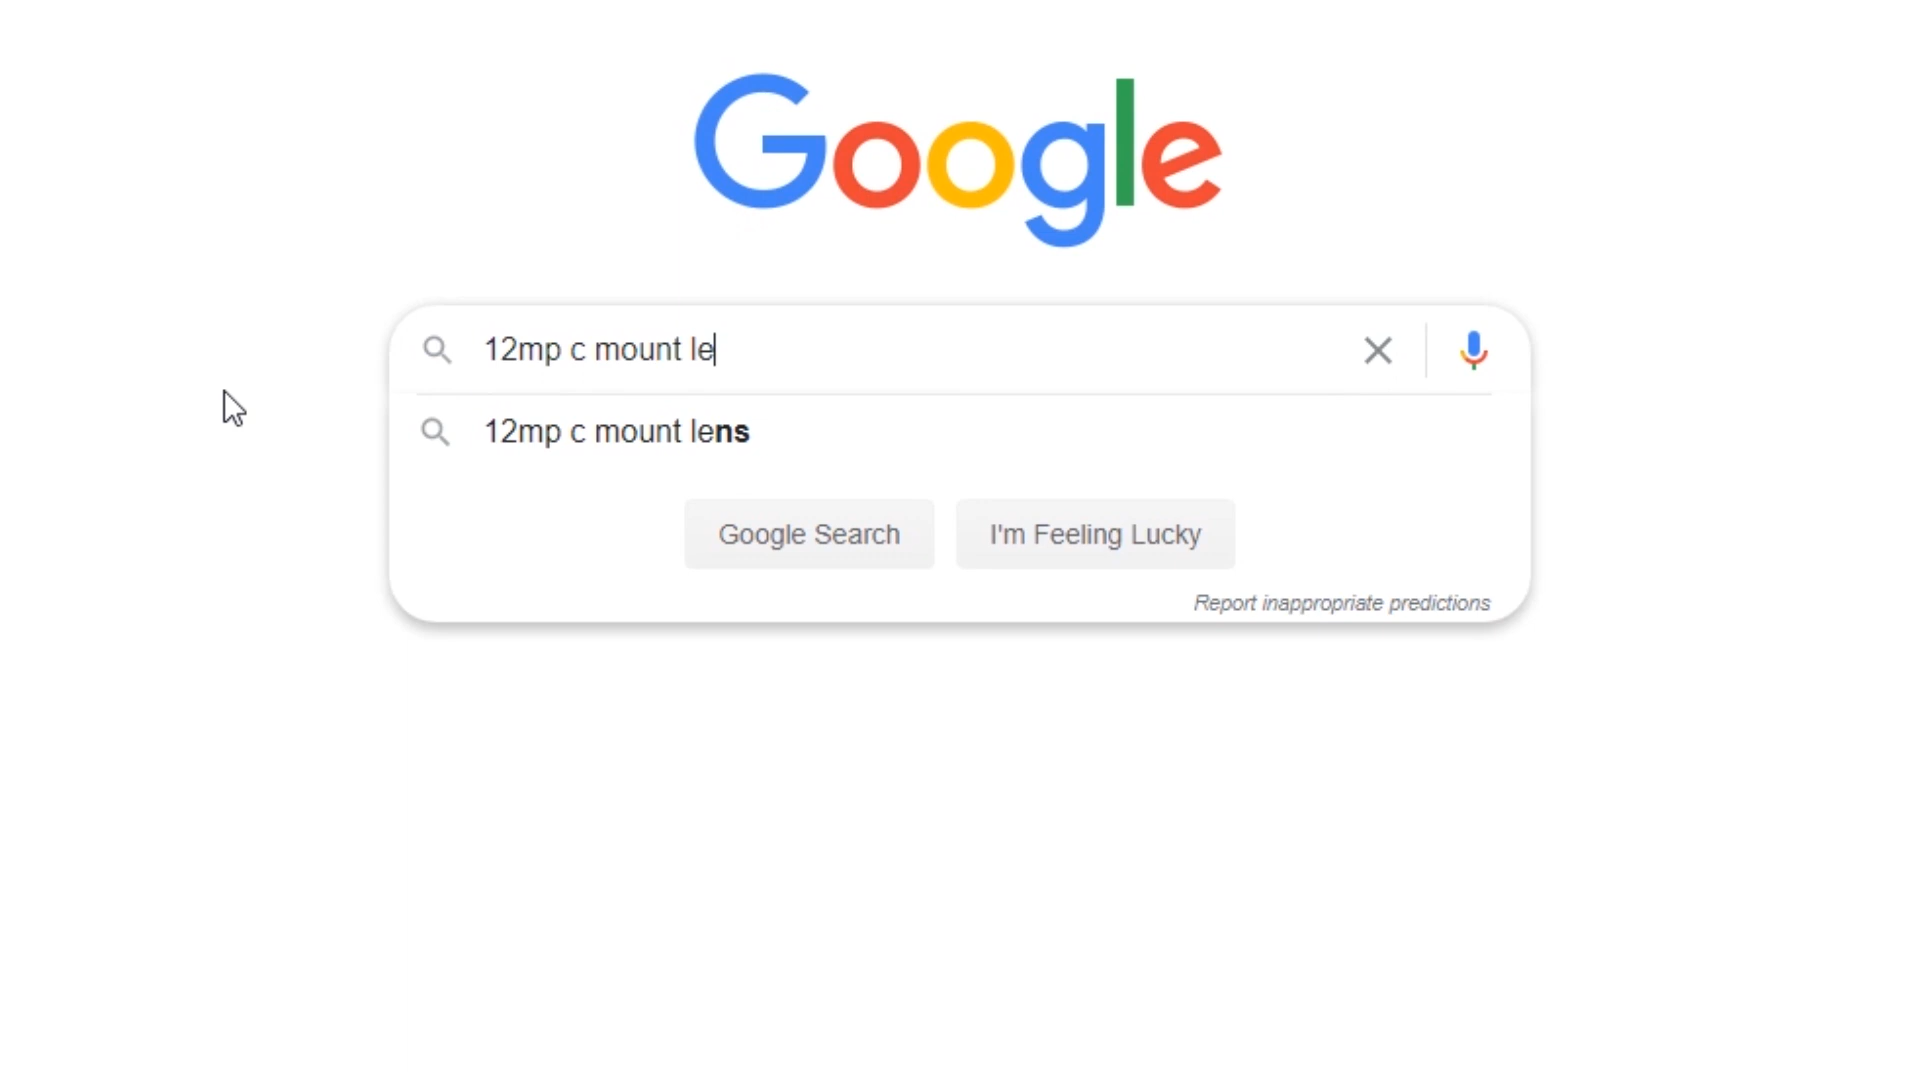 Google
12mp c mount le
12mp c mount lens
Google Search
I'm Feeling Lucky
Report inappropriate predictions